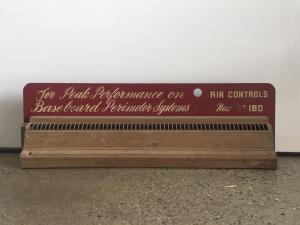 For Peak Performance on
Baseboard Perimeter Systems
AIR CONTROLS
180